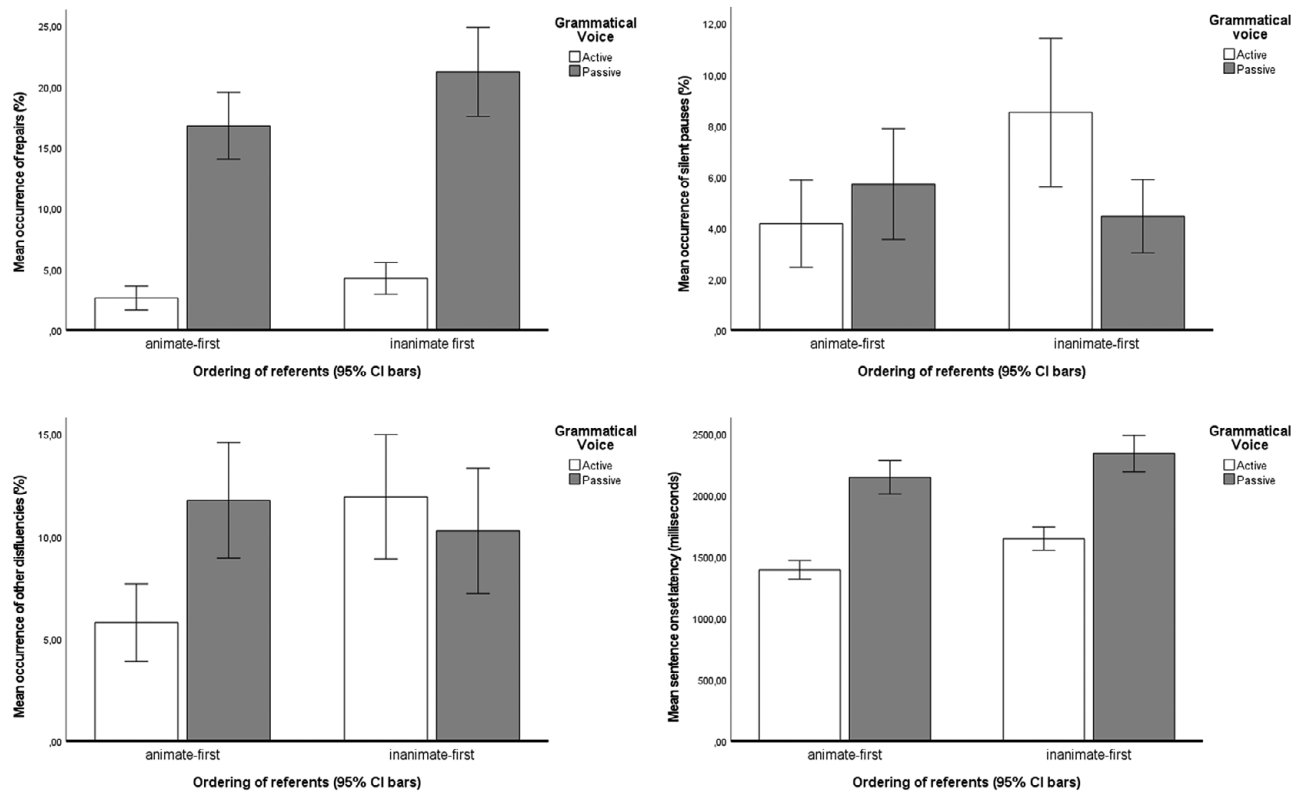 Mean occurrence of repairs (%)
25,00
20,00
15,00
10,00
5,00
,00
animate-first
inanimate first
Ordering of referents (95% CI bars)
Grammatical
Voice
Active
Passive
Mean occurrence of silent pauses (%)
12,00
10,00
8,00
6,00
4,00
2,00
,00
animate-first
inanimate-first
Ordering of referents (95% CI bars)
Grammatical
voice
Active
Passive
Mean occurrence of other disfluencies (%)
15,00
10,00
5,00
,00
animate-first
inanimate-first
Ordering of referents (95% CI bars)
Grammatical
Voice
Active
Passive
Mean sentence onset latency (milliseconds)
2500,00
2000,00
1500,00
1000,00
500,00
,00
animate-first
inanimate-first
Ordering of referents (95% CI bars)
Grammatical
Voice
Active
Passive